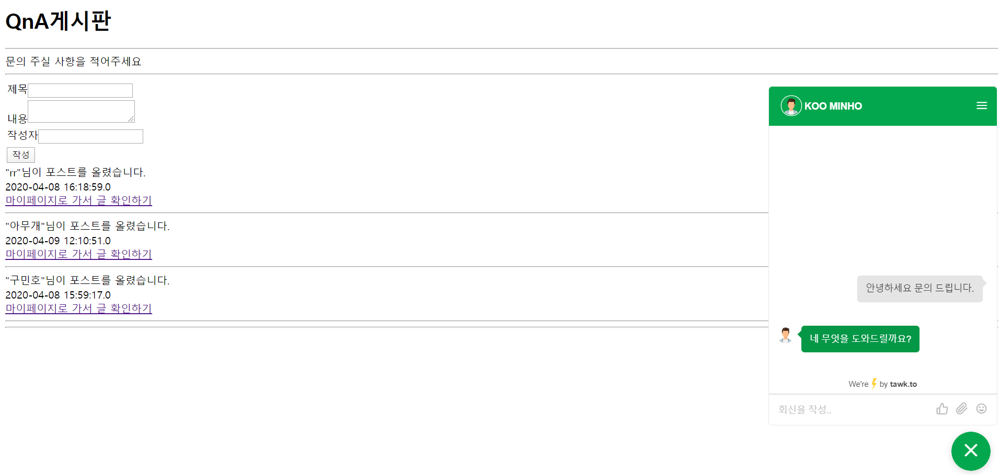 QnA게시판
문의 주실 사항을 적어주세요
제목
내용
작성자
작성
"rr"님이 포스트를 올렸습니다.
2020-04-08 16:18:59.0
마이페이지로 가서 글 확인하기
"아무개"님이 포스트를 올렸습니다.
2020-04-09 12:10:51.0
마이페이지로 가서 글 확인하기
"구민호"님이 포스트를 올렸습니다.
2020-04-08 15:59:17.0
마이페이지로 가서 글 확인하기
KOO MINHO
안녕하세요 문의 드립니다.
네 무엇을 도와드릴까요?
We're by tawk.to
회신을 작성..